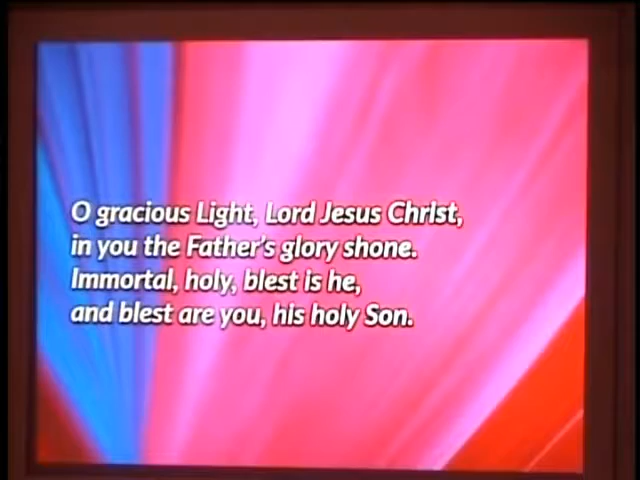 O gracious Light, Lord Jesus Christ,
in you the Father's glory shone.
Immortal, holy, blest is he,
and blest are you, his holy Son.